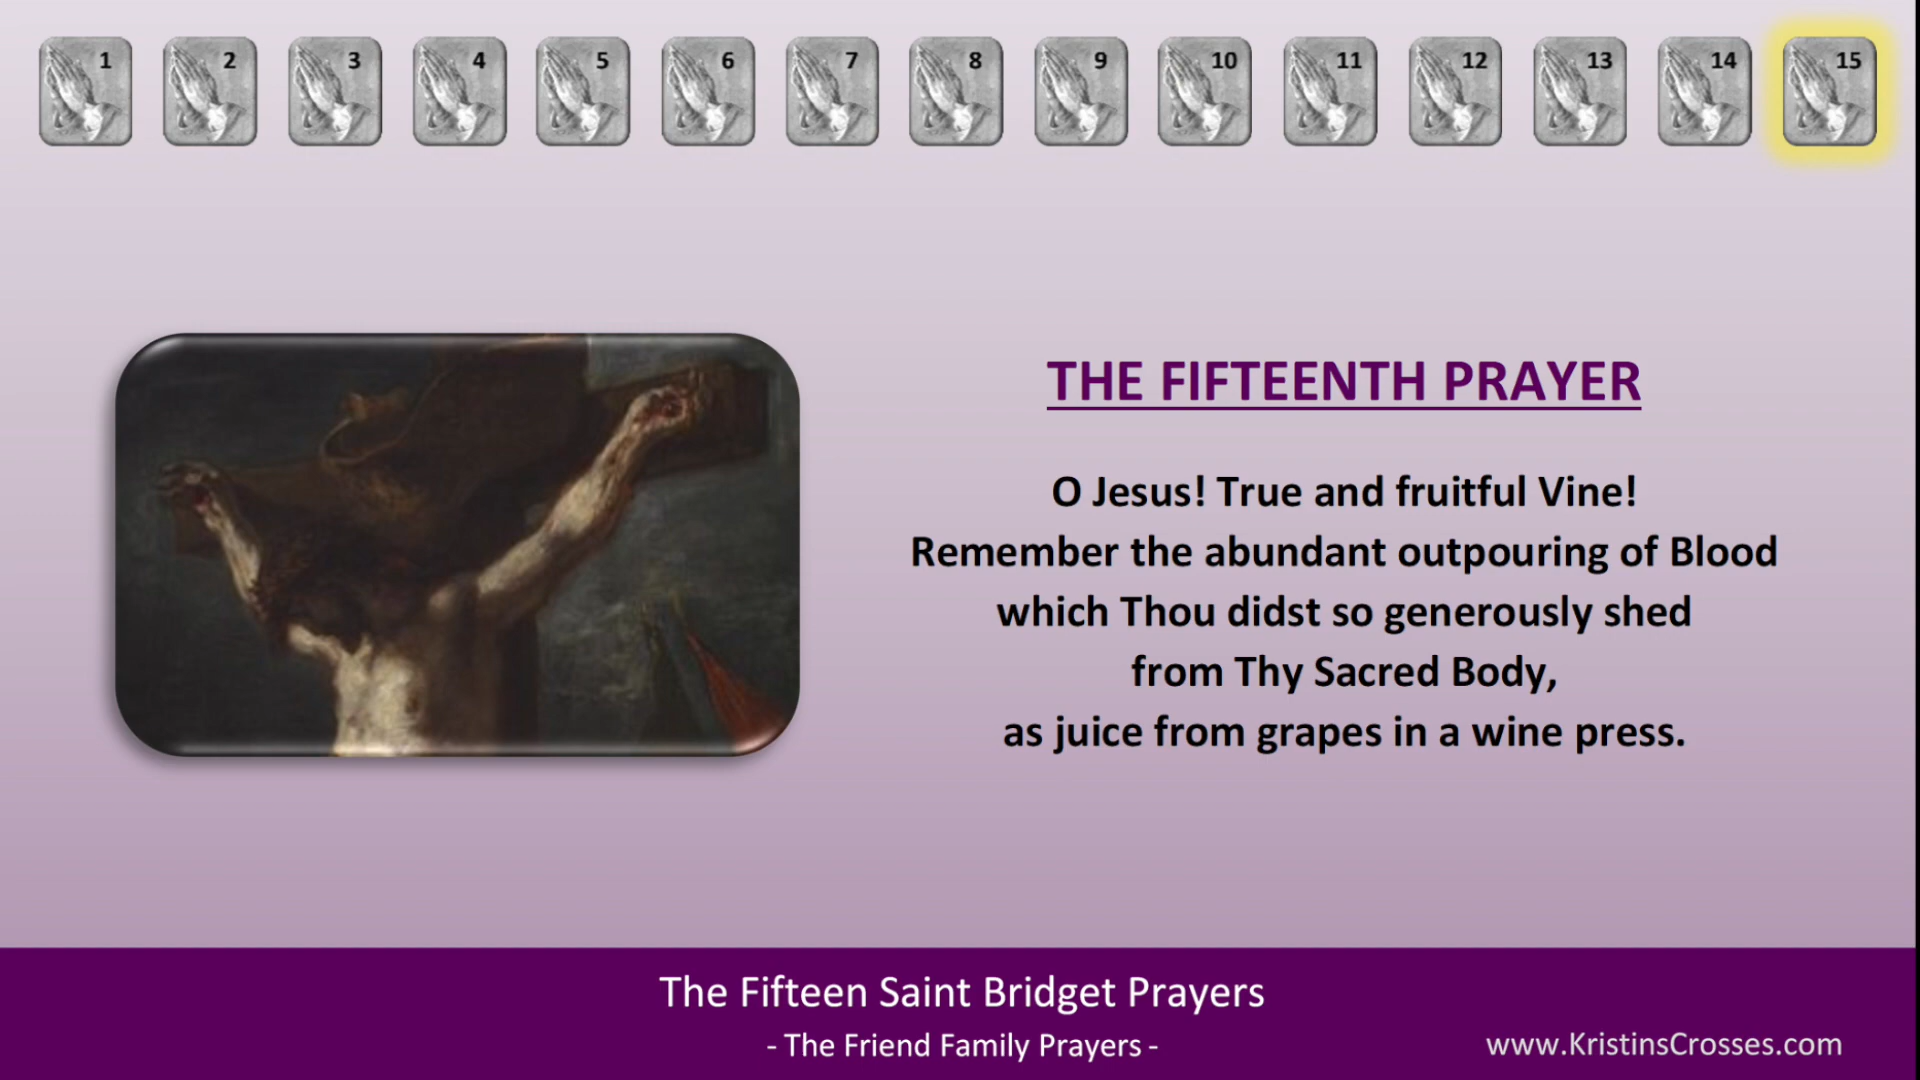 1 2 3 4 5 6 7 8 9 10 11 12 13 14 15
THE FIFTEENTH PRAYER
O Jesus! True and fruitful Vine!
Remember the abundant outpouring of Blood
which Thou didst so generously shed
from Thy Sacred Body,
as juice from grapes in a wine press.
The Fifteen Saint Bridget Prayers
- The Friend Family Prayers -
www.KristinsCrosses.com